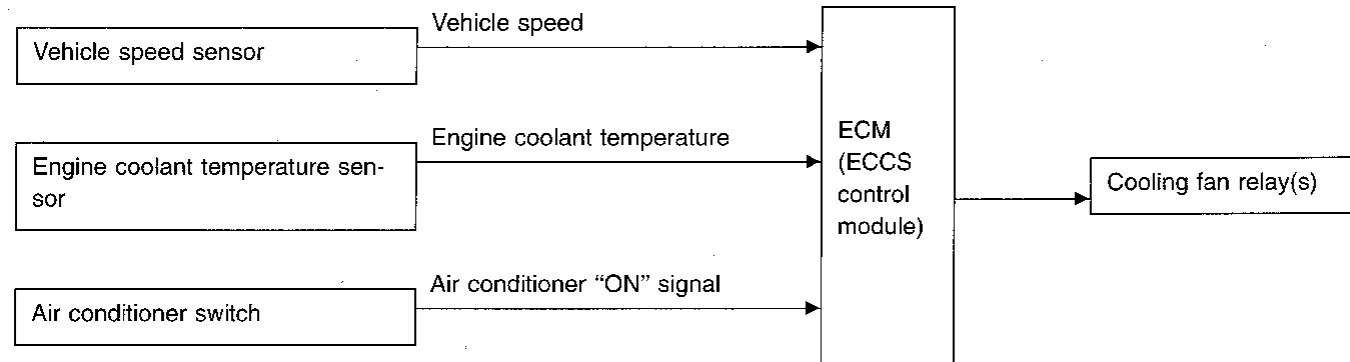 Vehicle speed sensor
Vehicle speed
Engine coolant temperature sen-
sor
Engine coolant temperature
Air conditioner switch
Air conditioner “ON” signal
ECM
(ECCS
control
module)
Cooling fan relay(s)